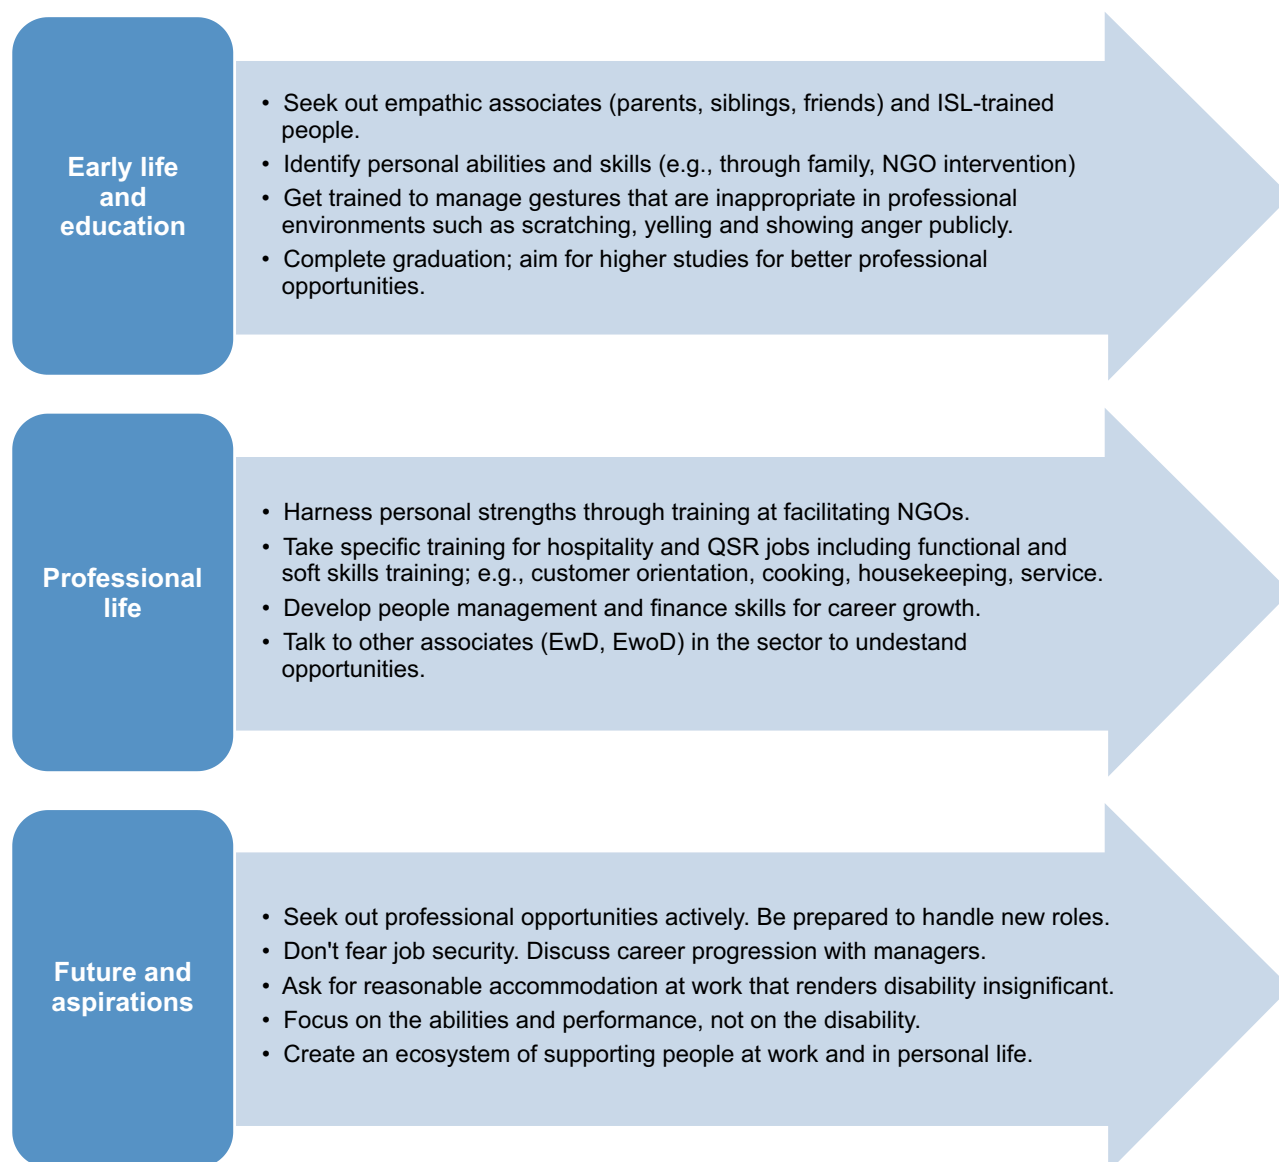 Early life
and
education
• Seek out empathic associates (parents, siblings, friends) and ISL-trained
people.
• Identify personal abilities and skills (e.g., through family, NGO intervention)
• Get trained to manage gestures that are inappropriate in professional
environments such as scratching, yelling and showing anger publicly.
• Complete graduation; aim for higher studies for better professional
opportunities.
Professional
life
• Harness personal strengths through training at facilitating NGOs.
• Take specific training for hospitality and QSR jobs including functional and
soft skills training; e.g., customer orientation, cooking, housekeeping, service.
• Develop people management and finance skills for career growth.
• Talk to other associates (EwD, EwoD) in the sector to undestand
opportunities.
Future and
aspirations
• Seek out professional opportunities actively. Be prepared to handle new roles.
• Don't fear job security. Discuss career progression with managers.
• Ask for reasonable accommodation at work that renders disability insignificant.
• Focus on the abilities and performance, not on the disability.
• Create an ecosystem of supporting people at work and in personal life.